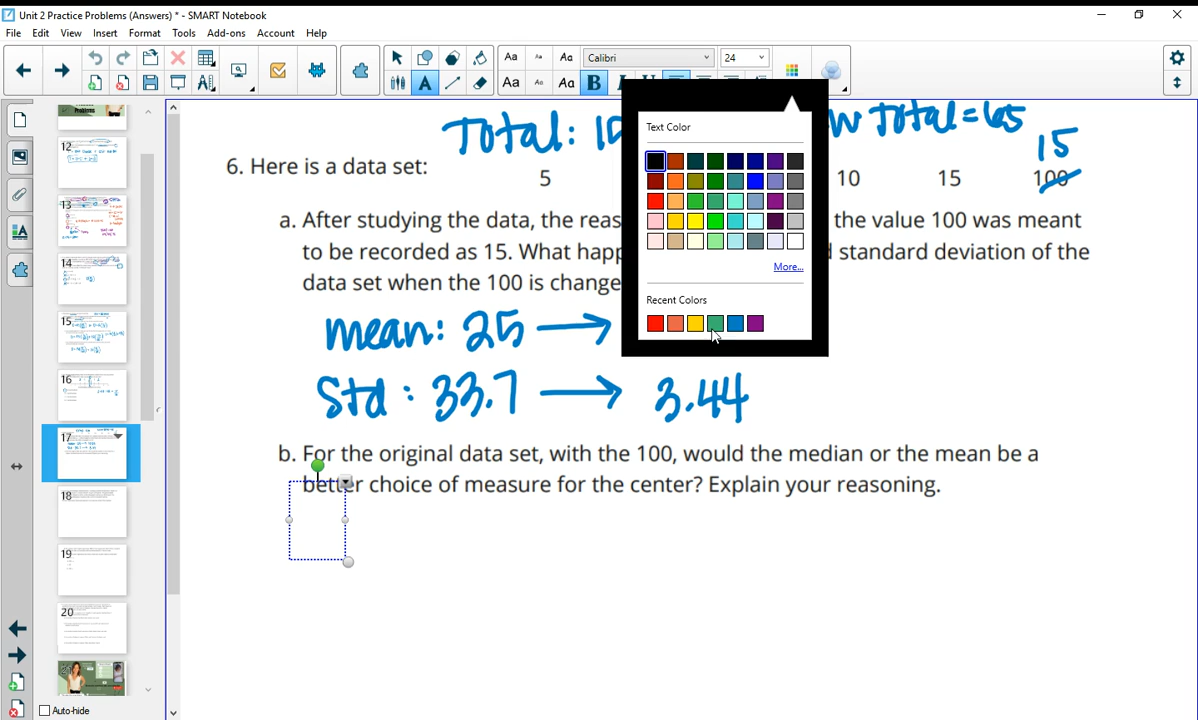 Unit 2 Practice Problems (Answers) * - SMART Notebook
File Edit View Insert Format Tools Add-ons Account Help
Calibri 24
Text Color
More...
Recent Colors
Total: new Total=65
6. Here is a data set:
5 10 15 100
15
a. After studying the data, the the value 100 was meant
to be recorded as 15. What standard deviation of the
data set when the 100 is
mean: 25 →
Std: 33.7 → 3.44
b. For the original data set, with the 100, would the median or the mean be a
better choice of measure for the center? Explain your reasoning.
12
13
14
15
16
17
18
19
20
Auto-hide